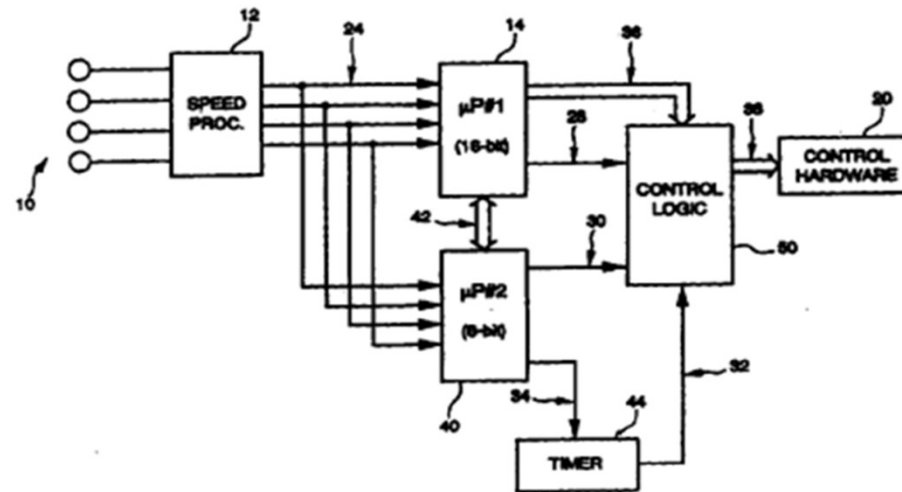 12
24
14
36
SPEED
PROC.
µP#1
(16-bit)
28
38
20
CONTROL
HARDWARE
CONTROL
LOGIC
10
42
30
50
µP#2
(8-bit)
32
34
44
40
TIMER